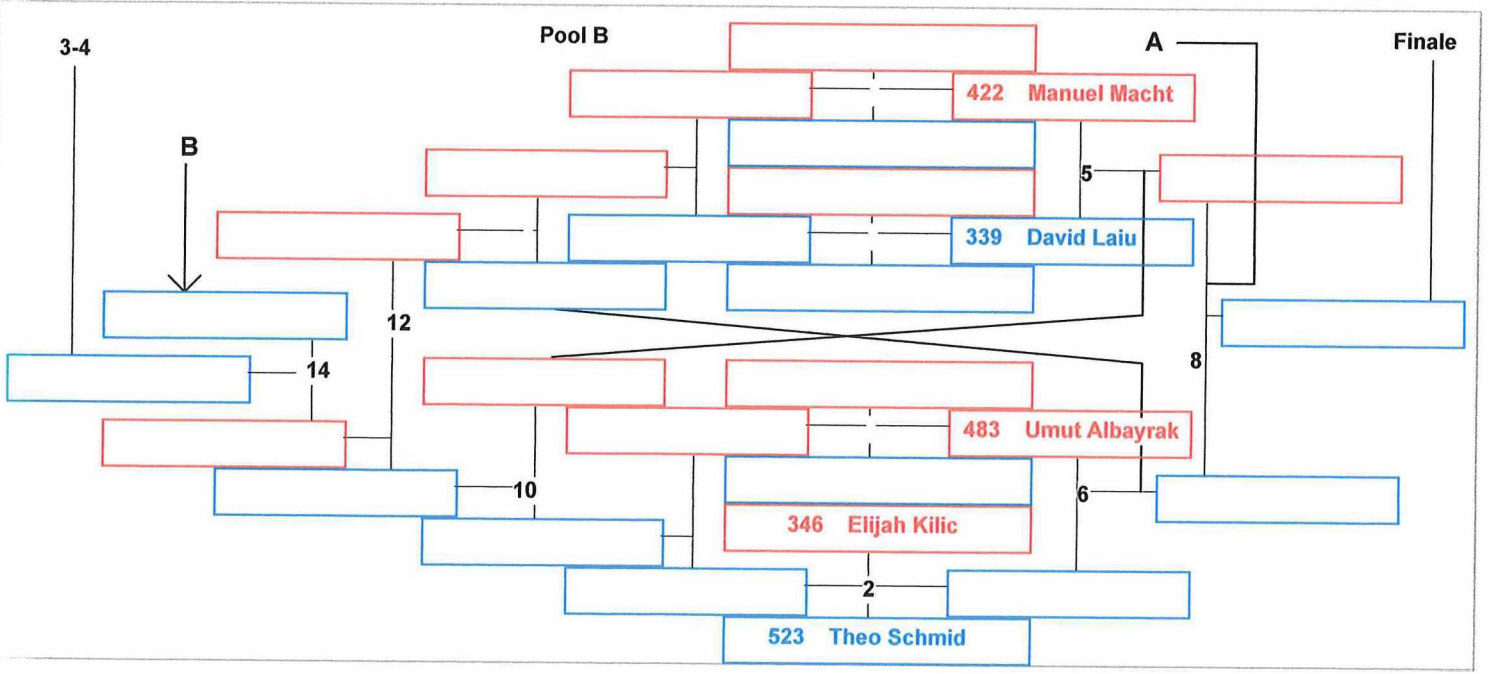 Pool B
A
Finale
3-4
422 Manuel Macht
B
5
339 David Laiu
12
8
14
483 Umut Albayrak
10
6
346 Elijah Kilic
2
523 Theo Schmid